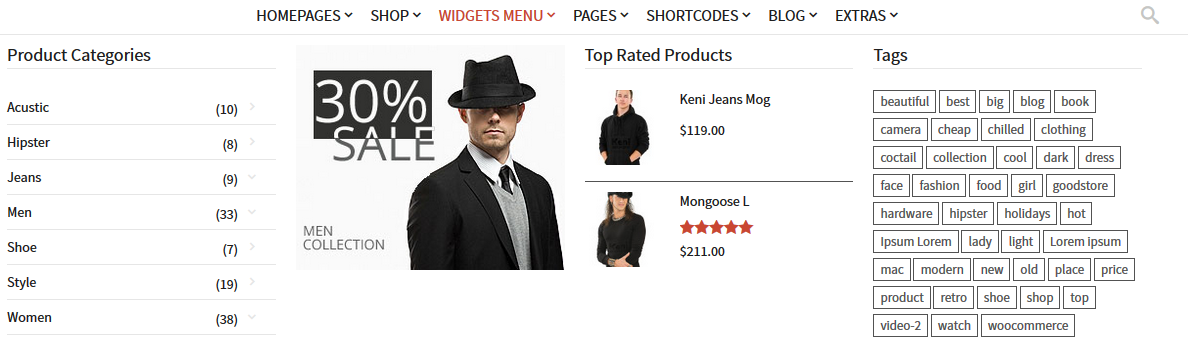 HOMEPAGES SHOP WIDGETS MENU PAGES SHORTCODES BLOG EXTRAS
Product Categories
Acustic (10)
Hipster (8)
Jeans (9)
Men (33)
Shoe (7)
Style (19)
Women (38)
30%
SALE
MEN
COLLECTION
Top Rated Products
Keni Jeans Mog
$119.00
Mongoose L
$211.00
Tags
beautiful best big blog book
camera cheap chilled clothing
coctail collection cool dark dress
face fashion food girl goodstore
hardware hipster holidays hot
Ipsum Lorem lady light Lorem ipsum
mac modern new old place price
product retro shoe shop top
video-2 watch woocommerce